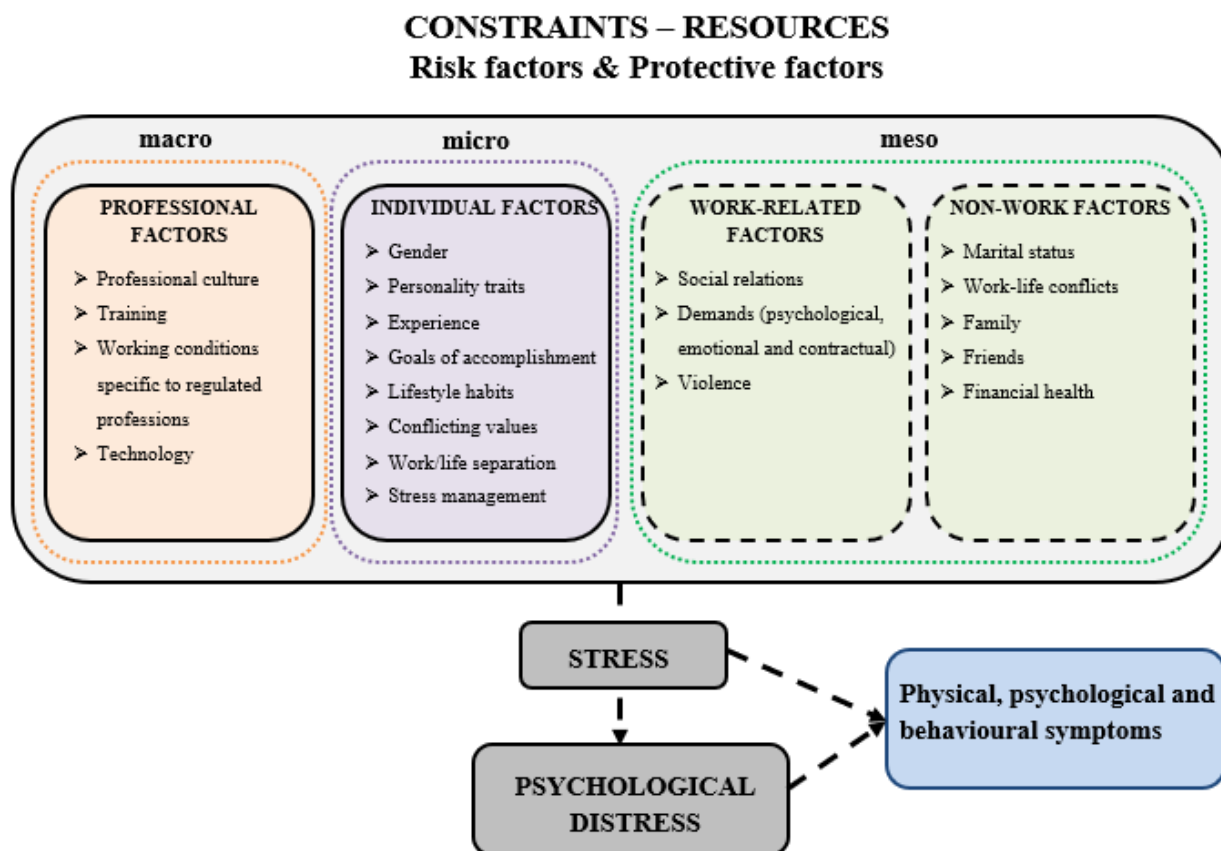 CONSTRAINTS – RESOURCES
Risk factors & Protective factors
macro
micro
meso
PROFESSIONAL
FACTORS
➢ Professional culture
➢ Training
➢ Working conditions
specific to regulated
professions
➢ Technology
INDIVIDUAL FACTORS
➢ Gender
➢ Personality traits
➢ Experience
➢ Goals of accomplishment
➢ Lifestyle habits
➢ Conflicting values
➢ Work/life separation
➢ Stress management
WORK-RELATED
FACTORS
➢ Social relations
➢ Demands (psychological,
emotional and contractual)
➢ Violence
NON-WORK FACTORS
➢ Marital status
➢ Work-life conflicts
➢ Family
➢ Friends
➢ Financial health
STRESS
PSYCHOLOGICAL
DISTRESS
Physical, psychological and
behavioural symptoms